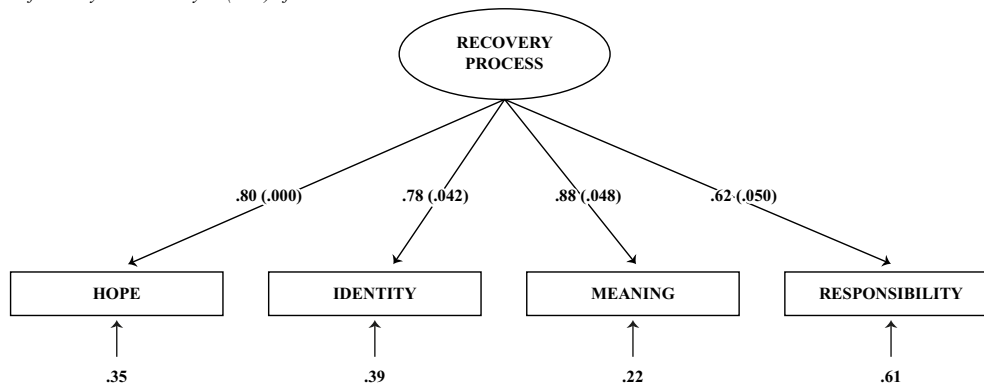 RECOVERY
PROCESS
.80 (.000)
.78 (.042)
.88 (.048)
.62 (.050)
HOPE
IDENTITY
MEANING
RESPONSIBILITY
.35
.39
.22
.61